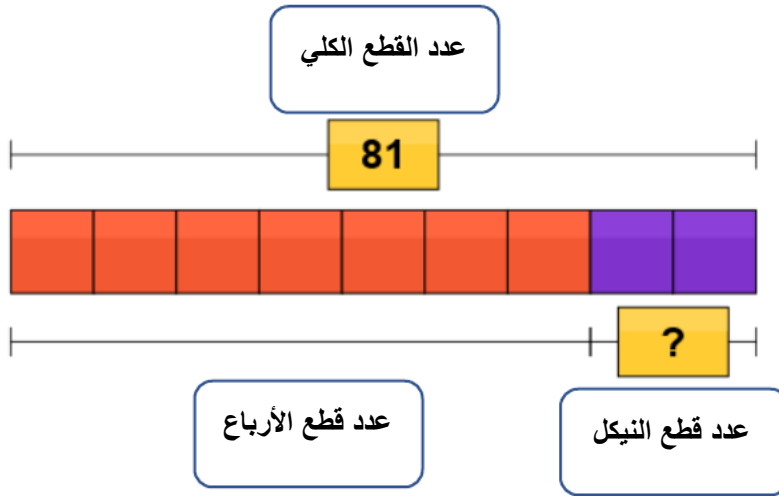 عدد القطع الكلي
81
?
عدد قطع الأرباع
عدد قطع النيكل